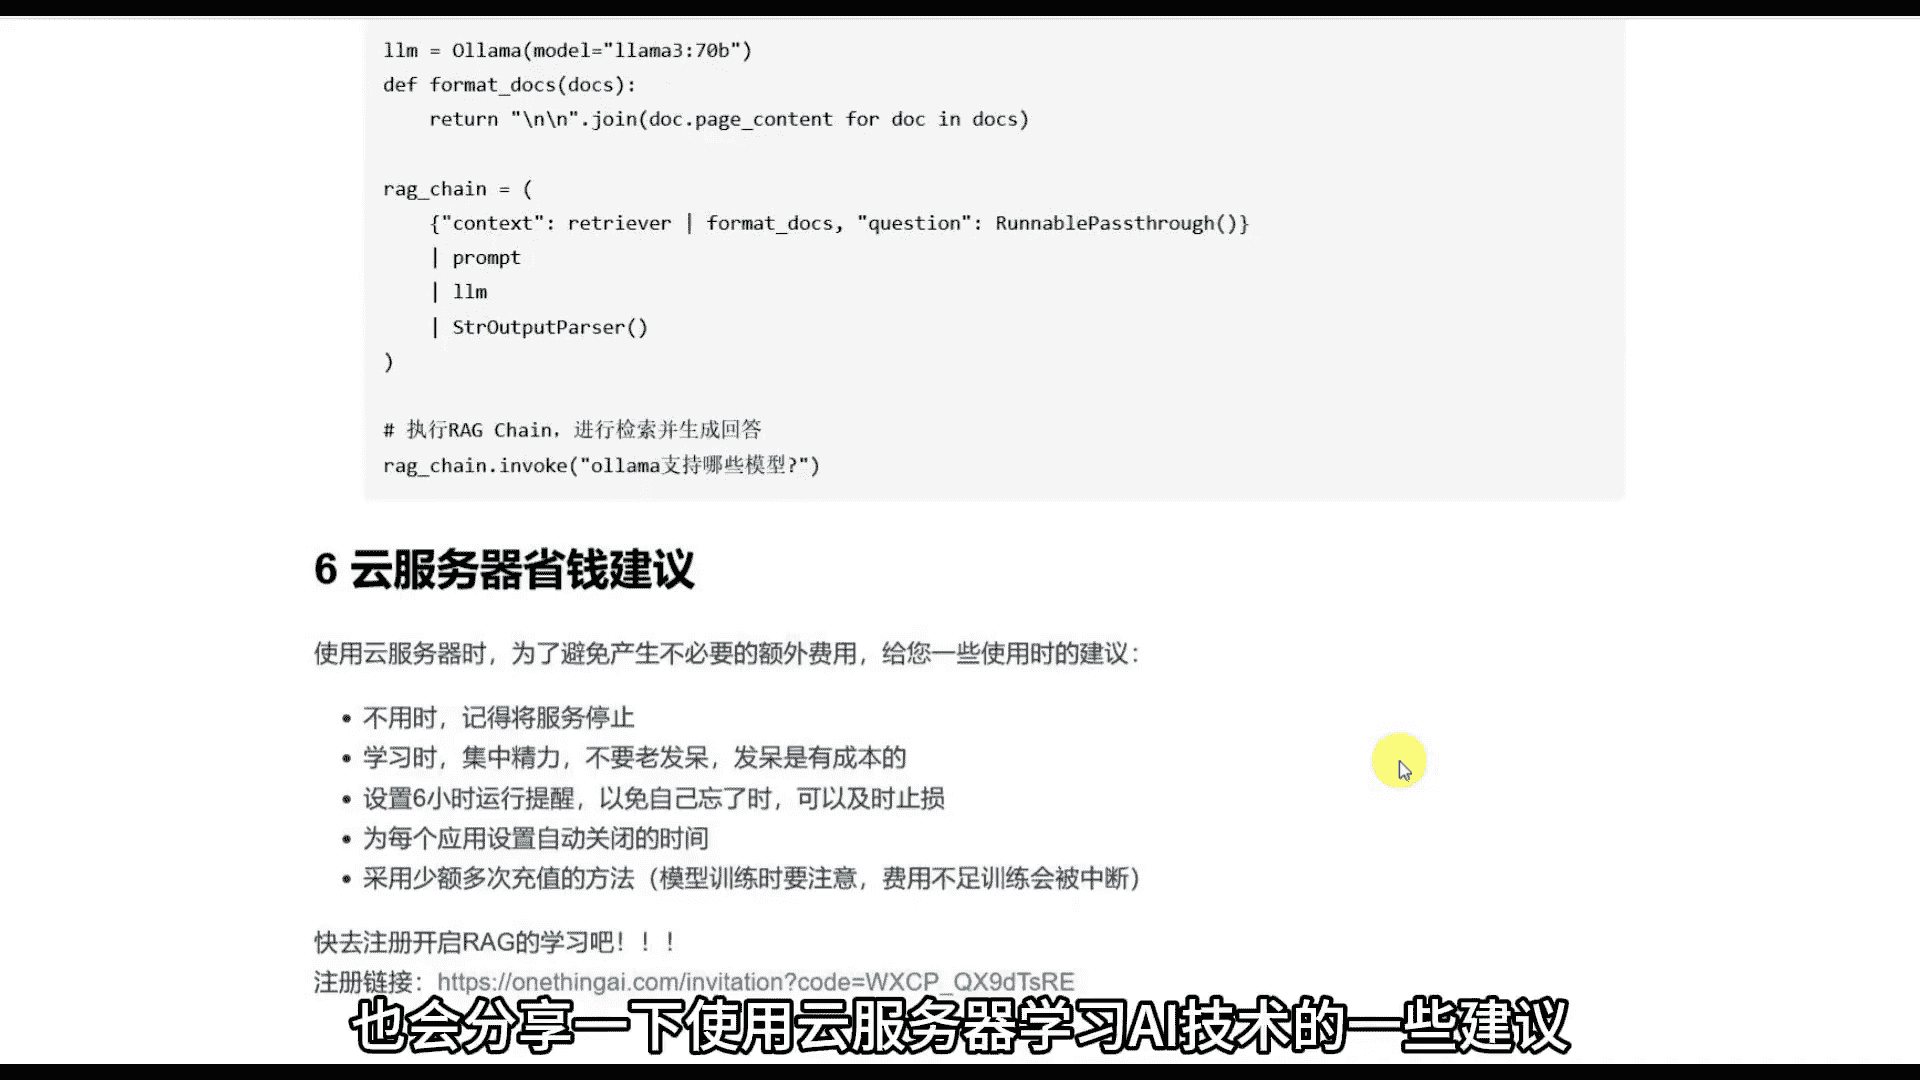 llm = Ollama(model="llama3:70b")
def format_docs(docs):
    return "\n\n".join(doc.page_content for doc in docs)
rag_chain = (
    {"context": retriever | format_docs, "question": RunnablePassthrough()}
    | prompt
    | llm
    | StrOutputParser()
)
# 执行RAG Chain，进行检索并生成回答
rag_chain.invoke("ollama支持哪些模型?")
6 云服务器省钱建议
使用云服务器时，为了避免产生不必要的额外费用，给您一些使用时的建议：
• 不用时，记得将服务停止
• 学习时，集中精力，不要老发呆，发呆是有成本的
• 设置6小时运行提醒，以免自己忘了时，可以及时止损
• 为每个应用设置自动关闭的时间
• 采用少额多次充值的方法（模型训练时要注意，费用不足训练会被中断）
快去注册开启RAG的学习吧！！！
注册链接：https://onethingai.com/invitation?code=WXCP_QX9dTsRE
也会分享一下使用云服务器学习AI技术的一些建议